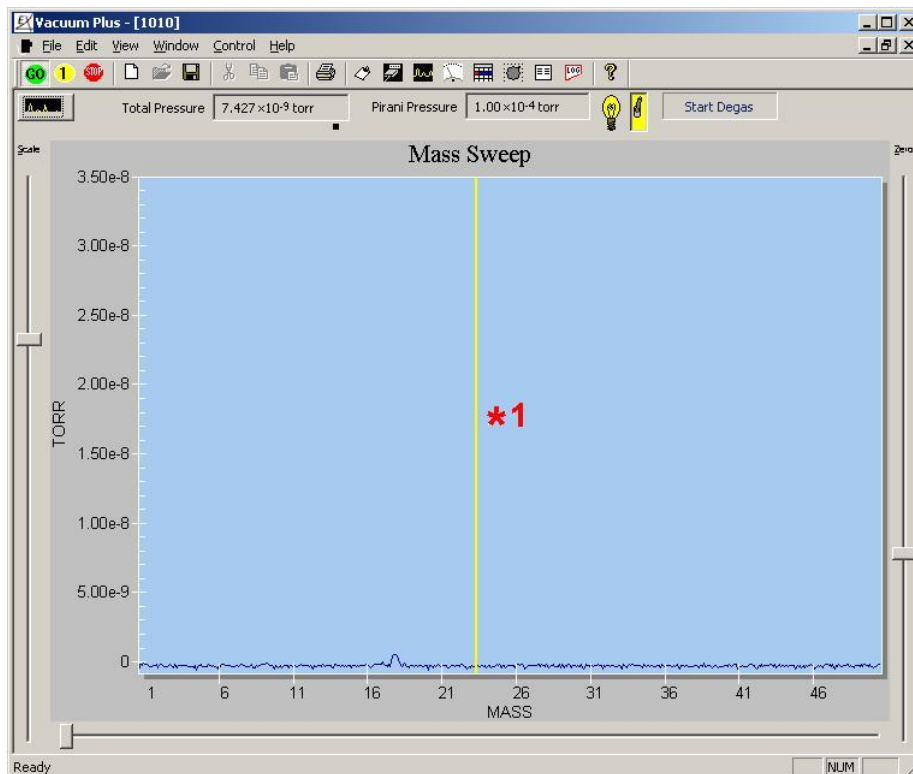 Vacuum Plus - [1010]
File Edit View Window Control Help
GO 1 STOP LOG ?
Total Pressure 7.427 ×10-9 torr Pirani Pressure 1.00 ×10-4 torr Start Degas
Scale
Zero
Mass Sweep
3.50e-8
3.00e-8
2.50e-8
2.00e-8
*1
1.50e-8
1.00e-8
5.00e-9
0
TORR
1 6 11 16 21 26 31 36 41 46
MASS
Ready NUM